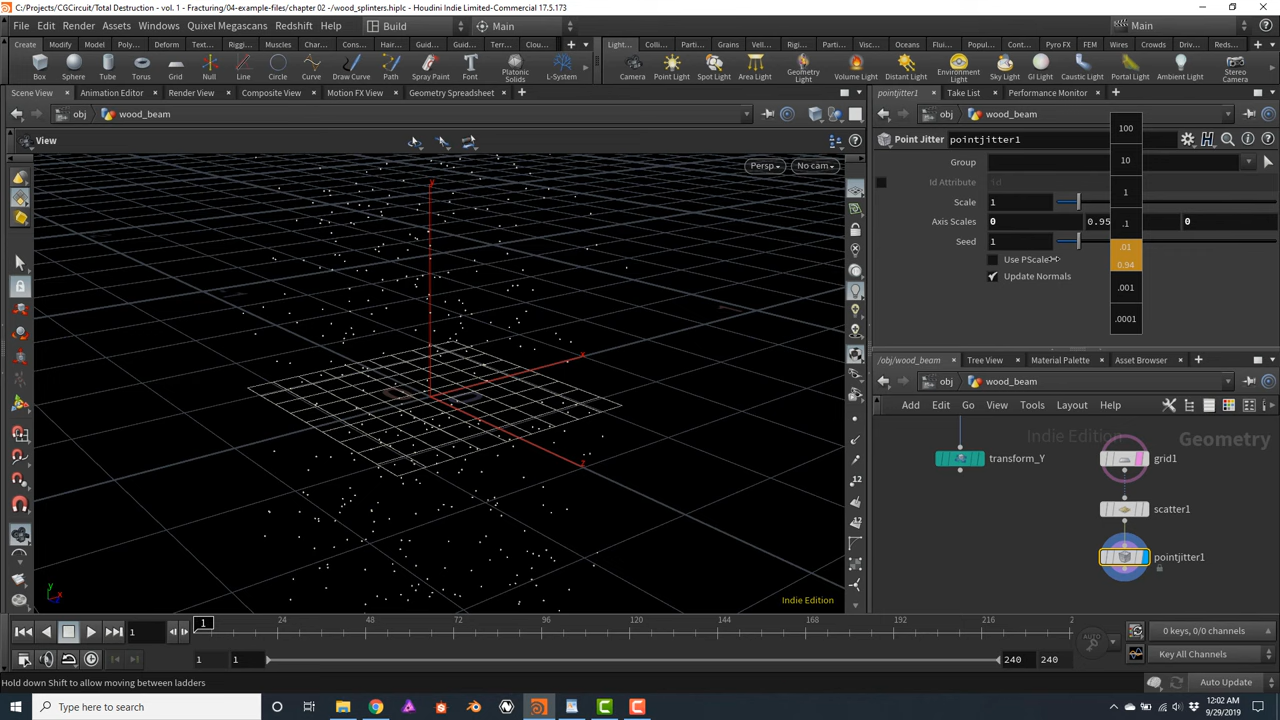 Project: D:/Projects/CGCircuit/Total Destruction - vol. 1 - Fracturing/04-example-files/chapter 02 -/wood_splinters.hiplc - Houdini Indie Limited-Commercial 17.5.173
File Edit Render Assets Windows Quixel Megascans Redshift Help Build Main Main
Create Modify Model Poly... Deform Text... Riggi... Muscles Char... Cons... Hair... Guid... Guid... Terr... Clou... Light... Colli... Parti... Grains Vell... Rigi... Parti... Visc... Oceans Flu... Popul... Cont... Pyro FX FEM Wires Crowds Driv... Reds...
Box Sphere Tube Torus Grid Null Line Circle Curve Draw Curve Path Spray Paint Font Platonic Solids L-System Camera Point Light Spot Light Area Light Geometry Light Volume Light Distant Light Environment Light Sky Light GI Light Caustic Light Portal Light Ambient Light Stereo Camera
Scene View Animation Editor Render View Composite View Motion FX View Geometry Spreadsheet pointjitter1 Take List Performance Monitor
obj wood_beam obj wood_beam
View
Persp No cam
Point Jitter pointjitter1
Group
Id Attribute id
Scale 1
Axis Scales 0 0.95 0
Seed 1
Use PScale
Update Normals
100
10
1
.1
.01
0.94
.001
.0001
/obj/wood_beam Tree View Material Palette Asset Browser
obj wood_beam
Add Edit Go View Tools Layout Help
Indie Edition Geometry
transform_Y grid1
scatter1
pointjitter1
x
z
y
x
12
12
Indie Edition
1 1 24 48 72 96 120 144 168 192 216 2
AUTO
0 keys, 0/0 channels
1 1 240 240 Key All Channels
Hold down Shift to allow moving between ladders Auto Update
Type here to search
12:02 AM
9/29/2019